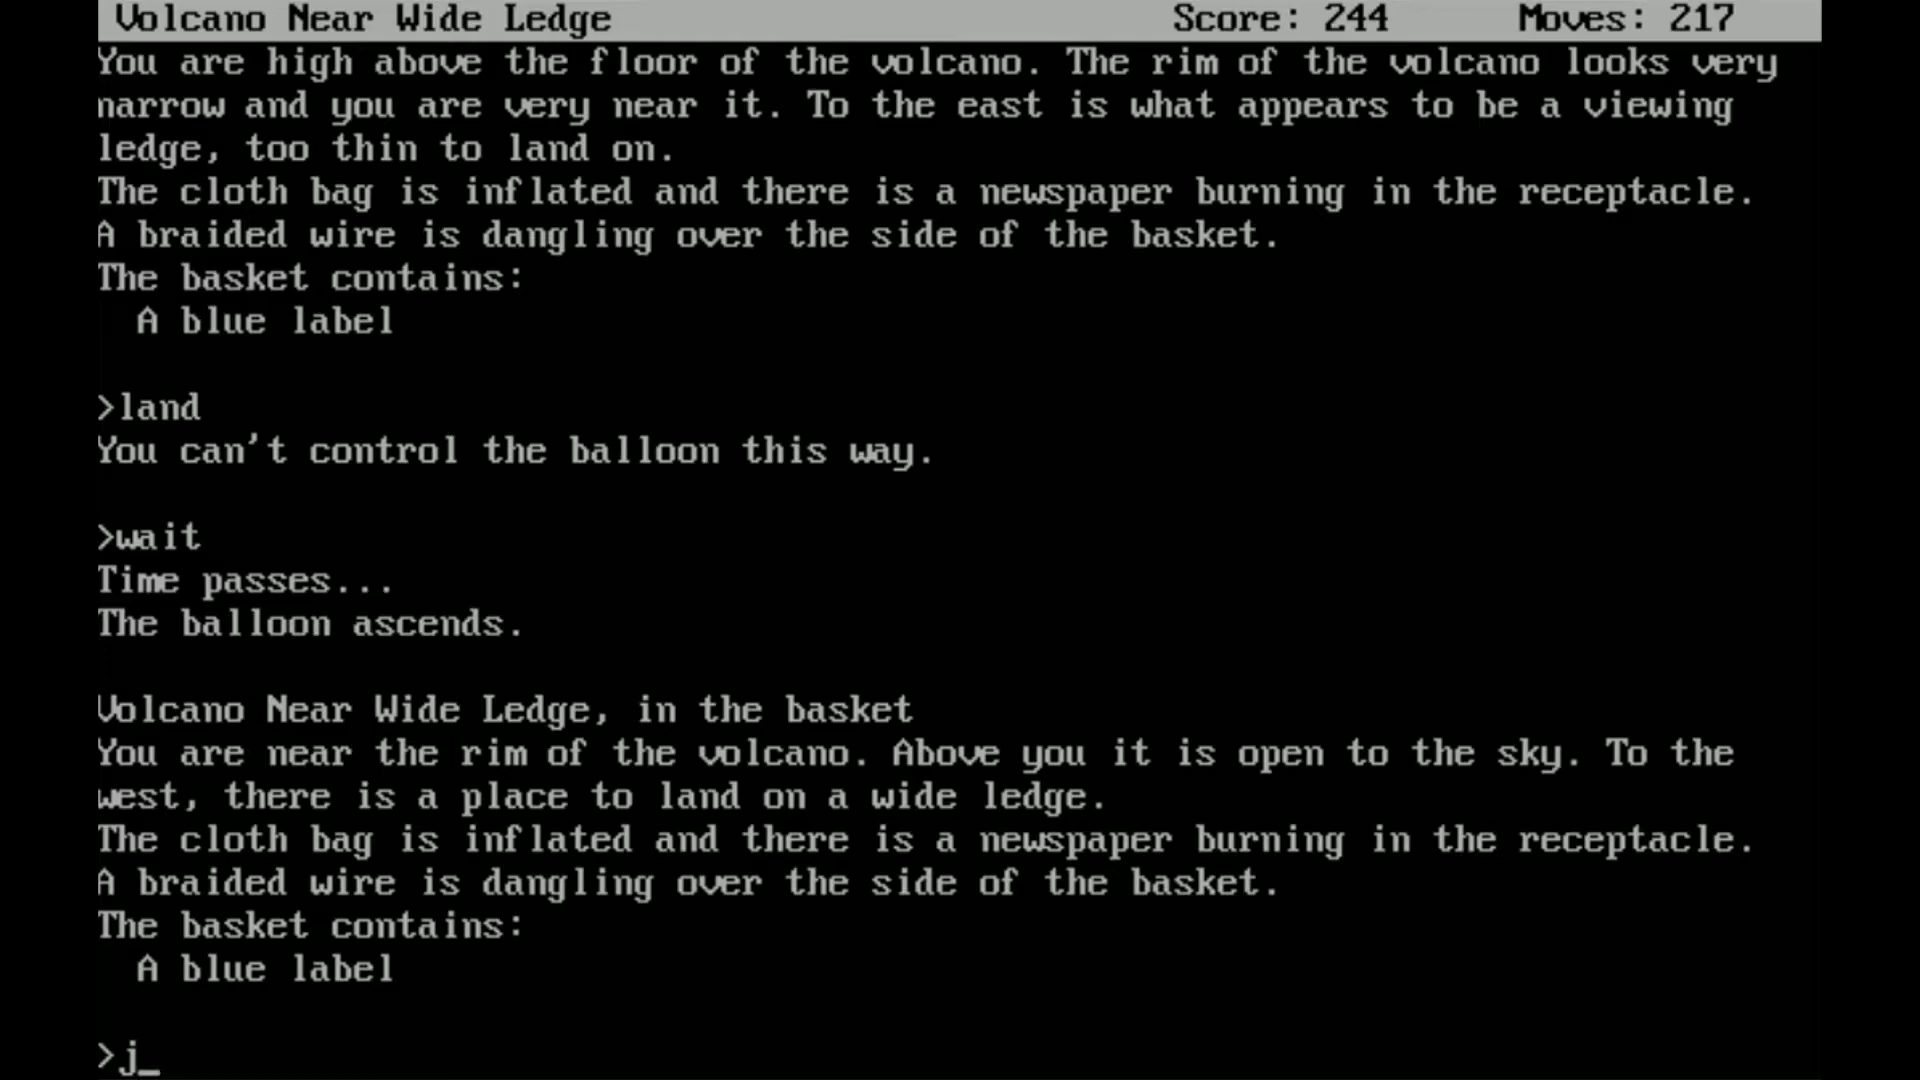 Volcano Near Wide Ledge Score: 244 Moves: 217
You are high above the floor of the volcano. The rim of the volcano looks very
narrow and you are very near it. To the east is what appears to be a viewing
ledge, too thin to land on.
The cloth bag is inflated and there is a newspaper burning in the receptacle.
A braided wire is dangling over the side of the basket.
The basket contains:
A blue label
>land
You can't control the balloon this way.
>wait
Time passes...
The balloon ascends.
Volcano Near Wide Ledge, in the basket
You are near the rim of the volcano. Above you it is open to the sky. To the
west, there is a place to land on a wide ledge.
The cloth bag is inflated and there is a newspaper burning in the receptacle.
A braided wire is dangling over the side of the basket.
The basket contains:
A blue label
>j_